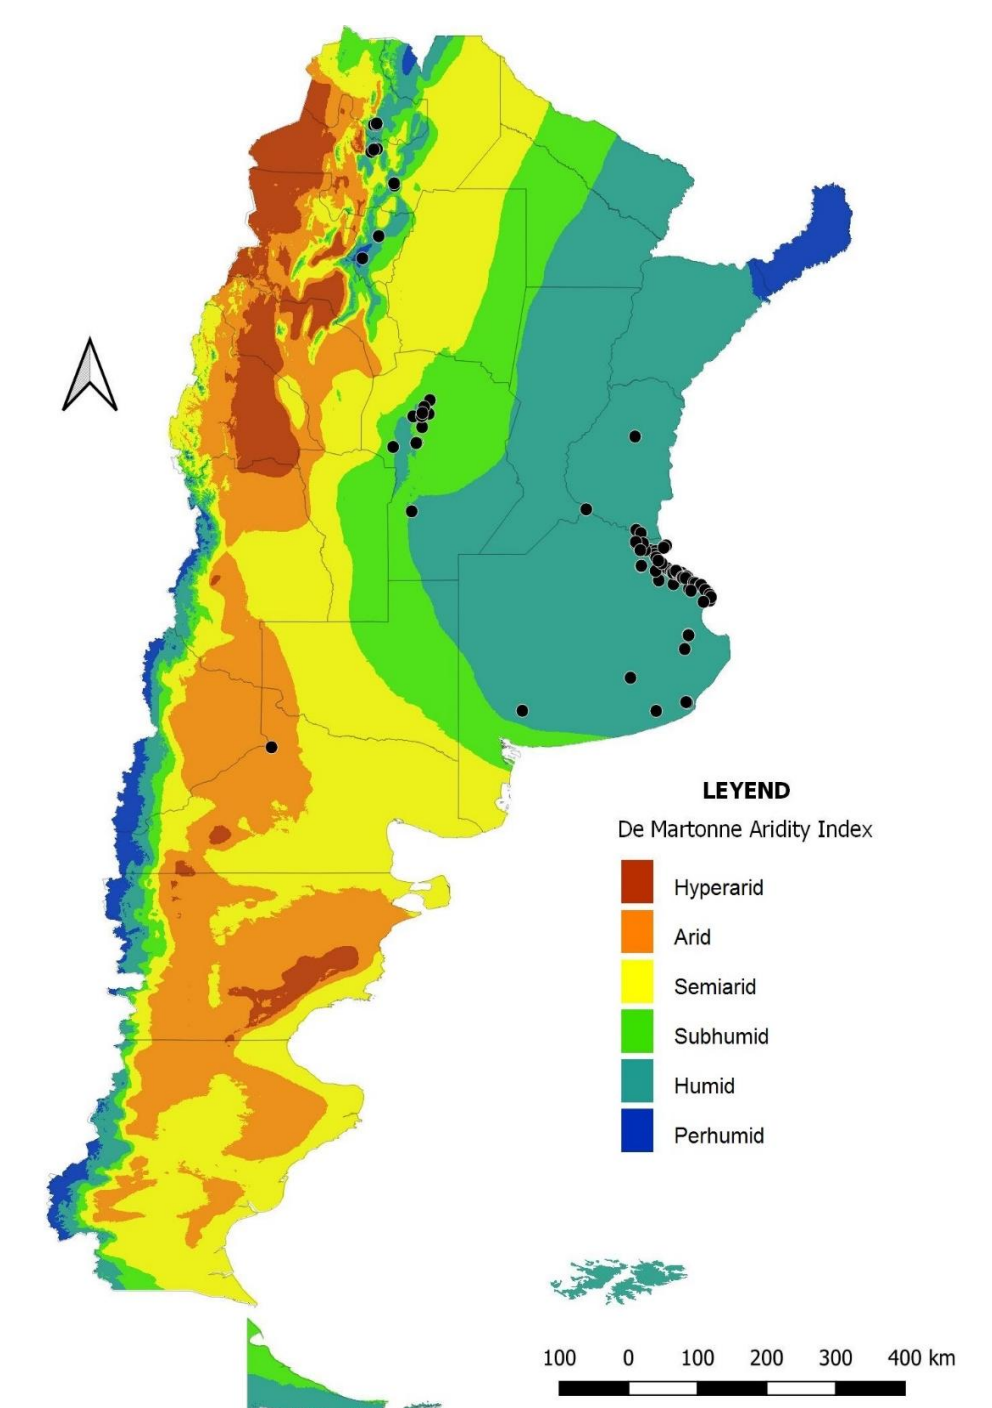 LEYEND
De Martonne Aridity Index
Hyperarid
Arid
Semiarid
Subhumid
Humid
Perhumid
100 0 100 200 300 400 km